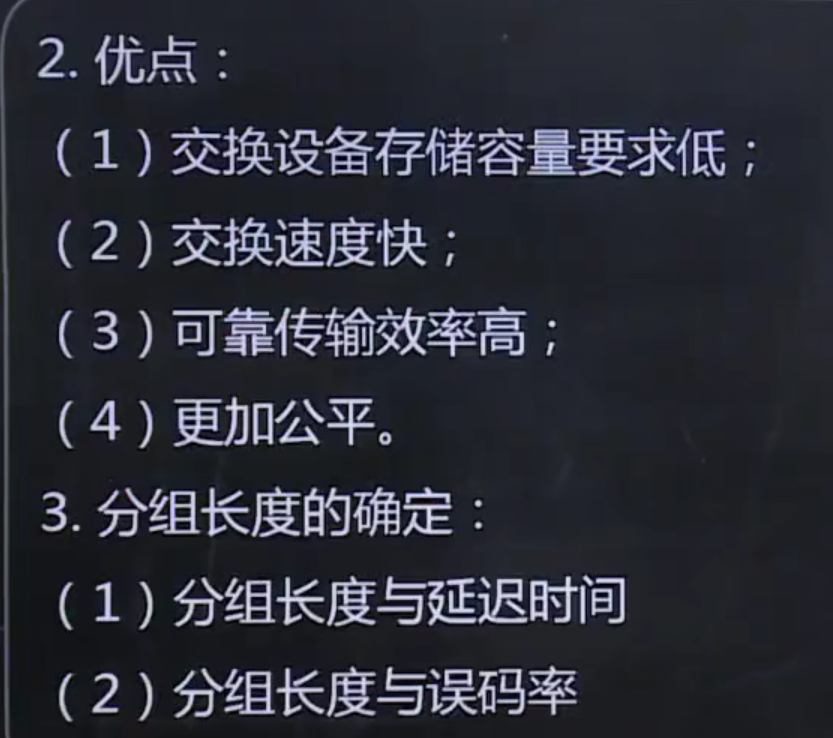 2. 优点：
（1）交换设备存储容量要求低；
（2）交换速度快；
（3）可靠传输效率高；
（4）更加公平。
3. 分组长度的确定：
（1）分组长度与延迟时间
（2）分组长度与误码率